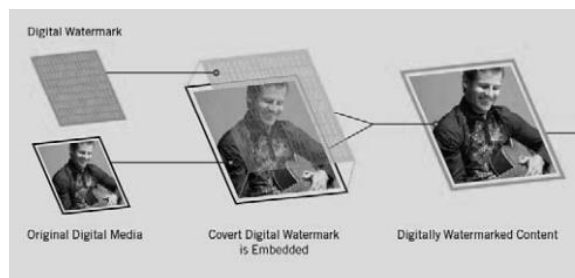 Digital Watermark
Original Digital Media
Covert Digital Watermark
is Embedded
Digitally Watermarked Content